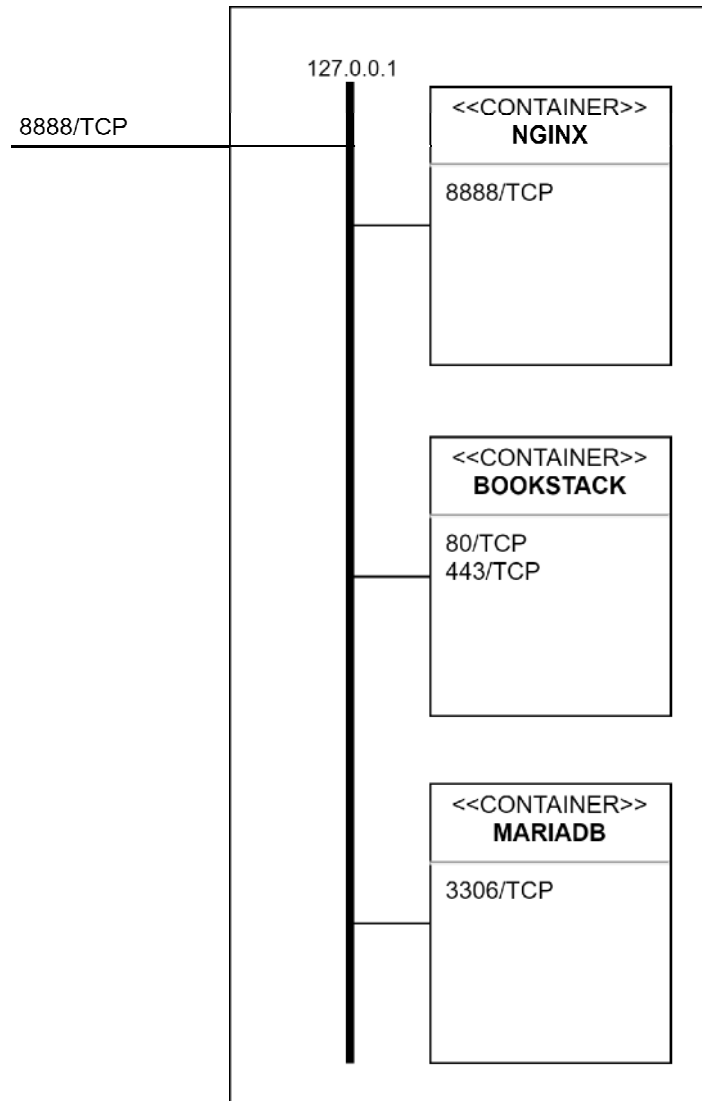 127.0.0.1
8888/TCP
<<CONTAINER>>
NGINX
8888/TCP
<<CONTAINER>>
BOOKSTACK
80/TCP
443/TCP
<<CONTAINER>>
MARIADB
3306/TCP